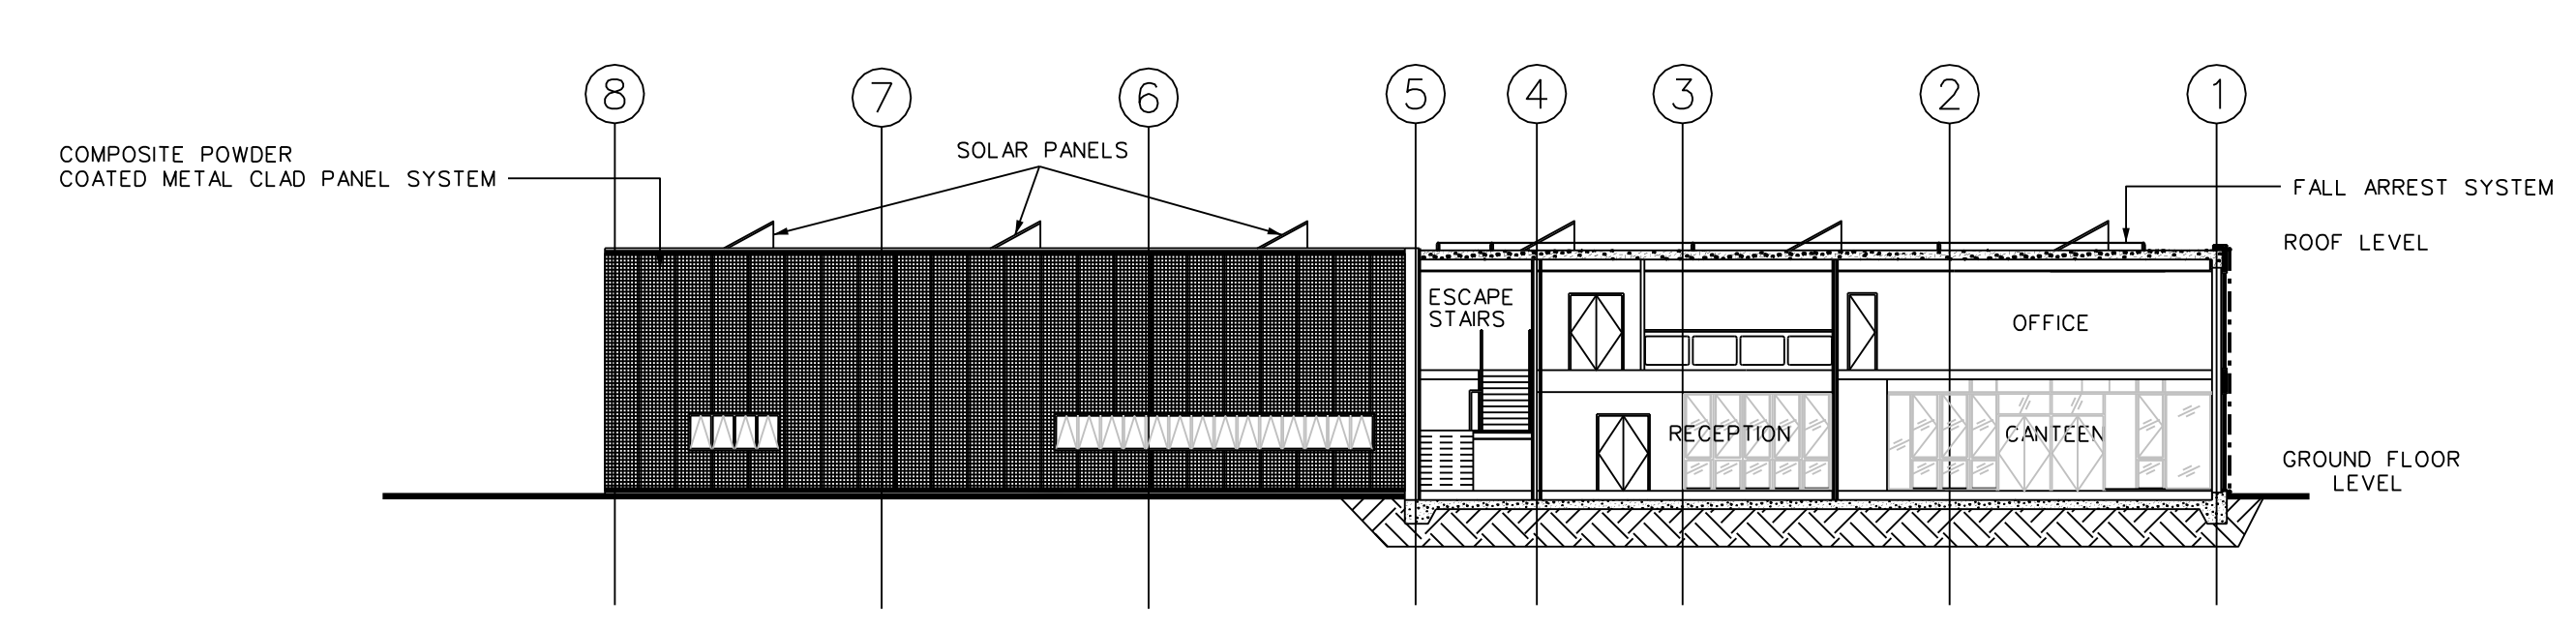 8
7
6
5
4
3
2
1
COMPOSITE POWDER
COATED METAL CLAD PANEL SYSTEM
SOLAR PANELS
FALL ARREST SYSTEM
ROOF LEVEL
ESCAPE
STAIRS
OFFICE
RECEPTION
CANTEEN
GROUND FLOOR
LEVEL